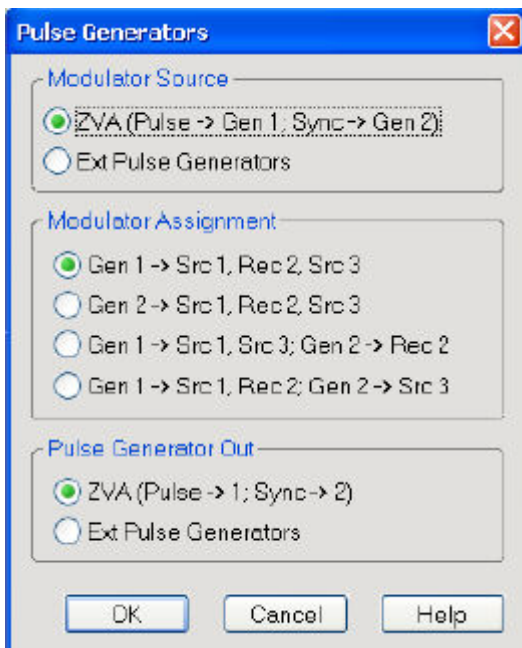 Pulse Generators
Modulator Source
ZVA (Pulse -> Gen 1; Sync-> Gen 2)
Ext Pulse Generators
Modulator Assignment
Gen 1 -> Src 1, Rec 2, Src 3
Gen 2 -> Src 1, Rec 2, Src 3
Gen 1 -> Src 1, Src 3; Gen 2 -> Rec 2
Gen 1 -> Src 1, Rec 2; Gen 2 -> Src 3
Pulse Generator Out
ZVA (Pulse -> 1; Sync-> 2)
Ext Pulse Generators
OK Cancel Help